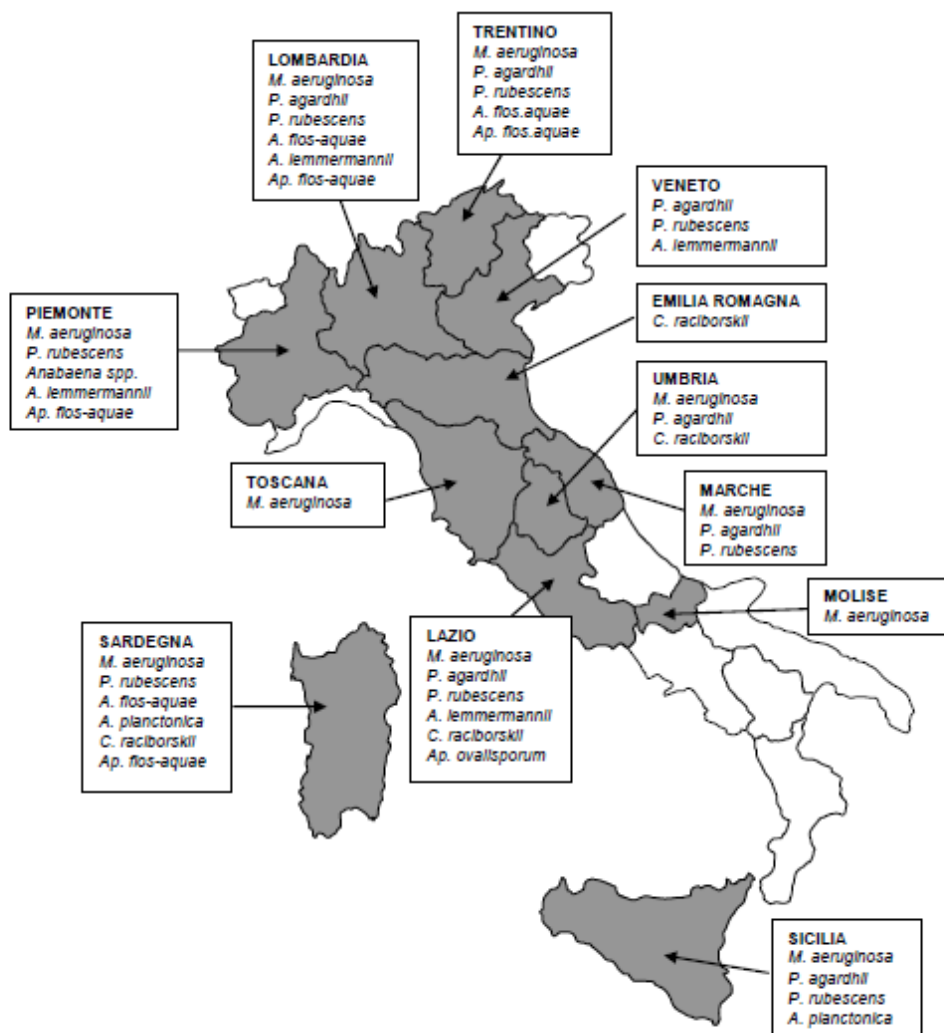 TRENTINO
M. aeruginosa
P. agardhii
P. rubescens
A. flos.aquae
Ap. flos.aquae
LOMBARDIA
M. aeruginosa
P. agardhii
P. rubescens
A. flos-aquae
A. lemmermannii
Ap. flos-aquae
VENETO
P. agardhii
P. rubescens
A. lemmermannii
PIEMONTE
M. aeruginosa
P. rubescens
Anabaena spp.
A. lemmermannii
Ap. flos-aquae
EMILIA ROMAGNA
C. raciborskii
UMBRIA
M. aeruginosa
P. agardhii
C. raciborskii
TOSCANA
M. aeruginosa
MARCHE
M. aeruginosa
P. agardhii
P. rubescens
MOLISE
M. aeruginosa
SARDEGNA
M. aeruginosa
P. rubescens
A. flos-aquae
A. planctonica
C. raciborskii
Ap. flos-aquae
LAZIO
M. aeruginosa
P. agardhii
P. rubescens
A. lemmermannii
C. raciborskii
Ap. ovalisporum
SICILIA
M. aeruginosa
P. agardhii
P. rubescens
A. planctonica